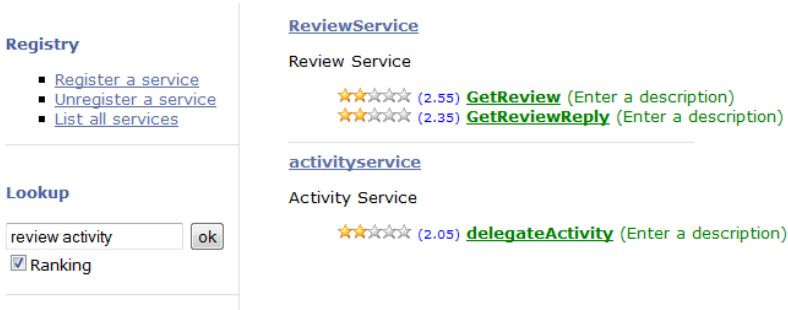 Registry
Register a service
Unregister a service
List all services
Lookup
review activity ok
Ranking
ReviewService
Review Service
(2.55) GetReview (Enter a description)
(2.35) GetReviewReply (Enter a description)
activityservice
Activity Service
(2.05) delegateActivity (Enter a description)